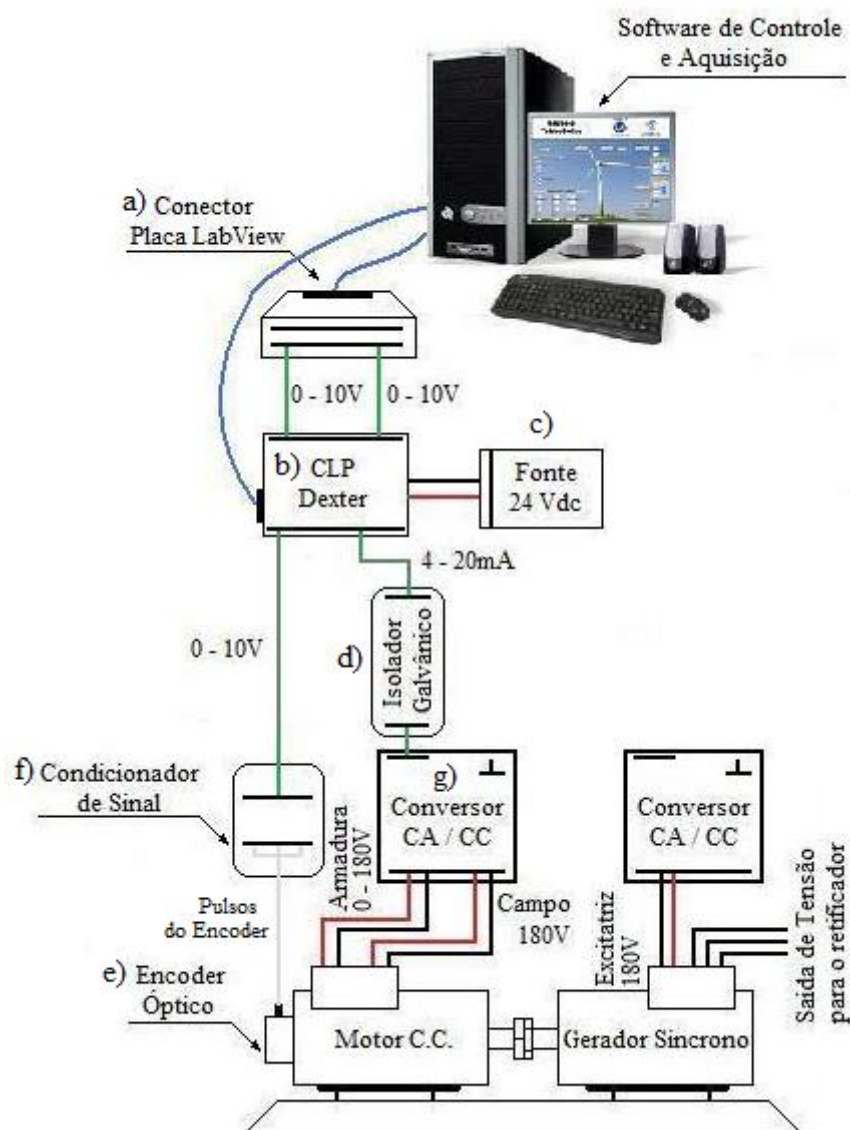 Software de Controle
e Aquisição
a) Conector
Placa LabView
0 - 10V
0 - 10V
b) CLP
Dexter
c)
Fonte
24 Vdc
4 - 20mA
0 - 10V
d)
Isolador
Galvânico
f) Condicionador
de Sinal
g)
Conversor
CA / CC
Conversor
CA / CC
Armadura
0 - 180V
Campo
180V
Excitatriz
180V
Saida de Tensão
para o retificador
Pulsos
do Encoder
e) Encoder
Óptico
Motor C.C.
Gerador Sincrono